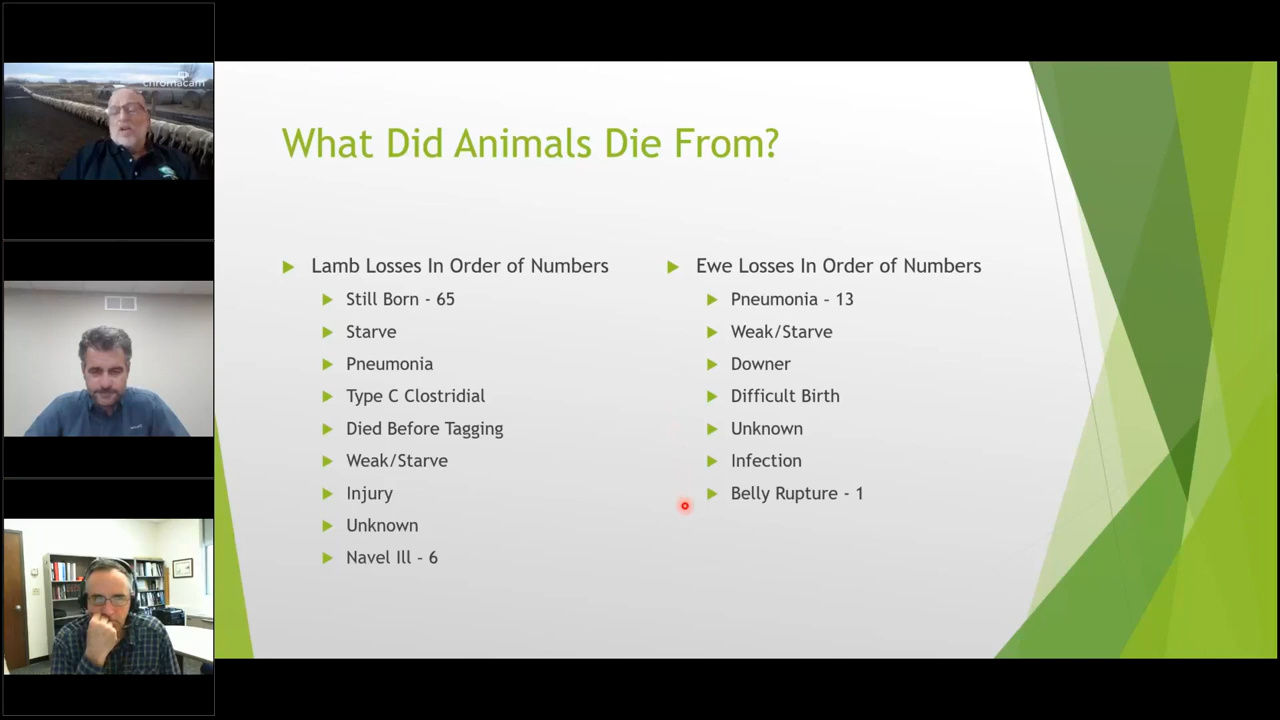 chromacam
What Did Animals Die From?
Lamb Losses In Order of Numbers
Still Born - 65
Starve
Pneumonia
Type C Clostridial
Died Before Tagging
Weak/Starve
Injury
Unknown
Navel Ill - 6
Ewe Losses In Order of Numbers
Pneumonia - 13
Weak/Starve
Downer
Difficult Birth
Unknown
Infection
Belly Rupture - 1